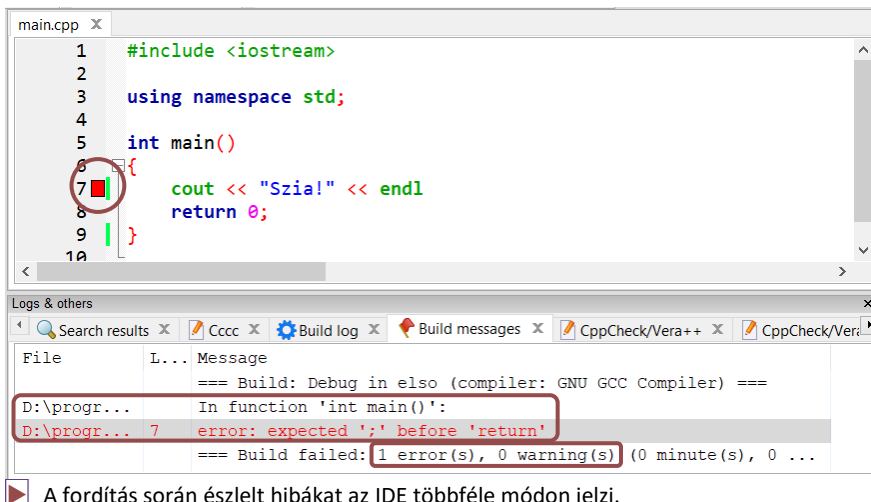 main.cpp X
1 #include <iostream>
2
3 using namespace std;
4
5 int main()
6 {
7 cout << "Szia!" << endl
8 return 0;
9 }
10
Logs & others
Search results X Cccc X Build log X Build messages X CppCheck/Vera++ X CppCheck/Vera
File L... Message
=== Build: Debug in elso (compiler: GNU GCC Compiler) ===
D:\progr... In function 'int main()':
D:\progr... 7 error: expected ';' before 'return'
=== Build failed: 1 error(s), 0 warning(s) (0 minute(s), 0 ...
A fordítás során észlelt hibákat az IDE többféle módon jelzi.